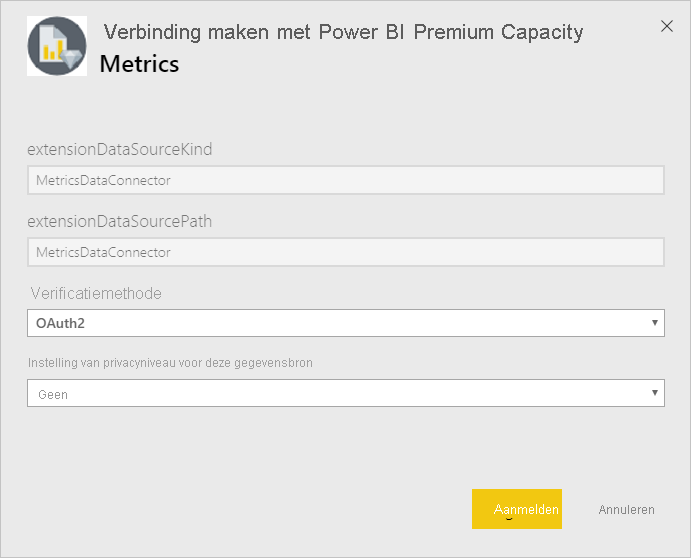 Verbinding maken met Power BI Premium Capacity
Metrics
extensionDataSourceKind
MetricsDataConnector
extensionDataSourcePath
MetricsDataConnector
Verificatiemethode
OAuth2
Instelling van privacyniveau voor deze gegevensbron
Geen
Aanmelden
Annuleren